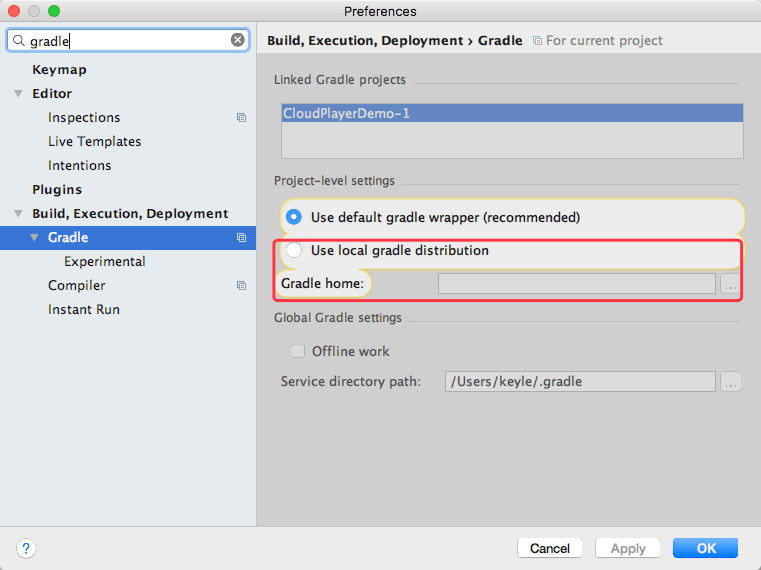 Preferences
gradle
Build, Execution, Deployment › Gradle For current project
Keymap
Editor
Inspections
Live Templates
Intentions
Plugins
Build, Execution, Deployment
Gradle
Experimental
Compiler
Instant Run
Linked Gradle projects
CloudPlayerDemo-1
Project-level settings
Use default gradle wrapper (recommended)
Use local gradle distribution
Gradle home: ...
Global Gradle settings
Offline work
Service directory path: /Users/keyle/.gradle ...
? Cancel Apply OK